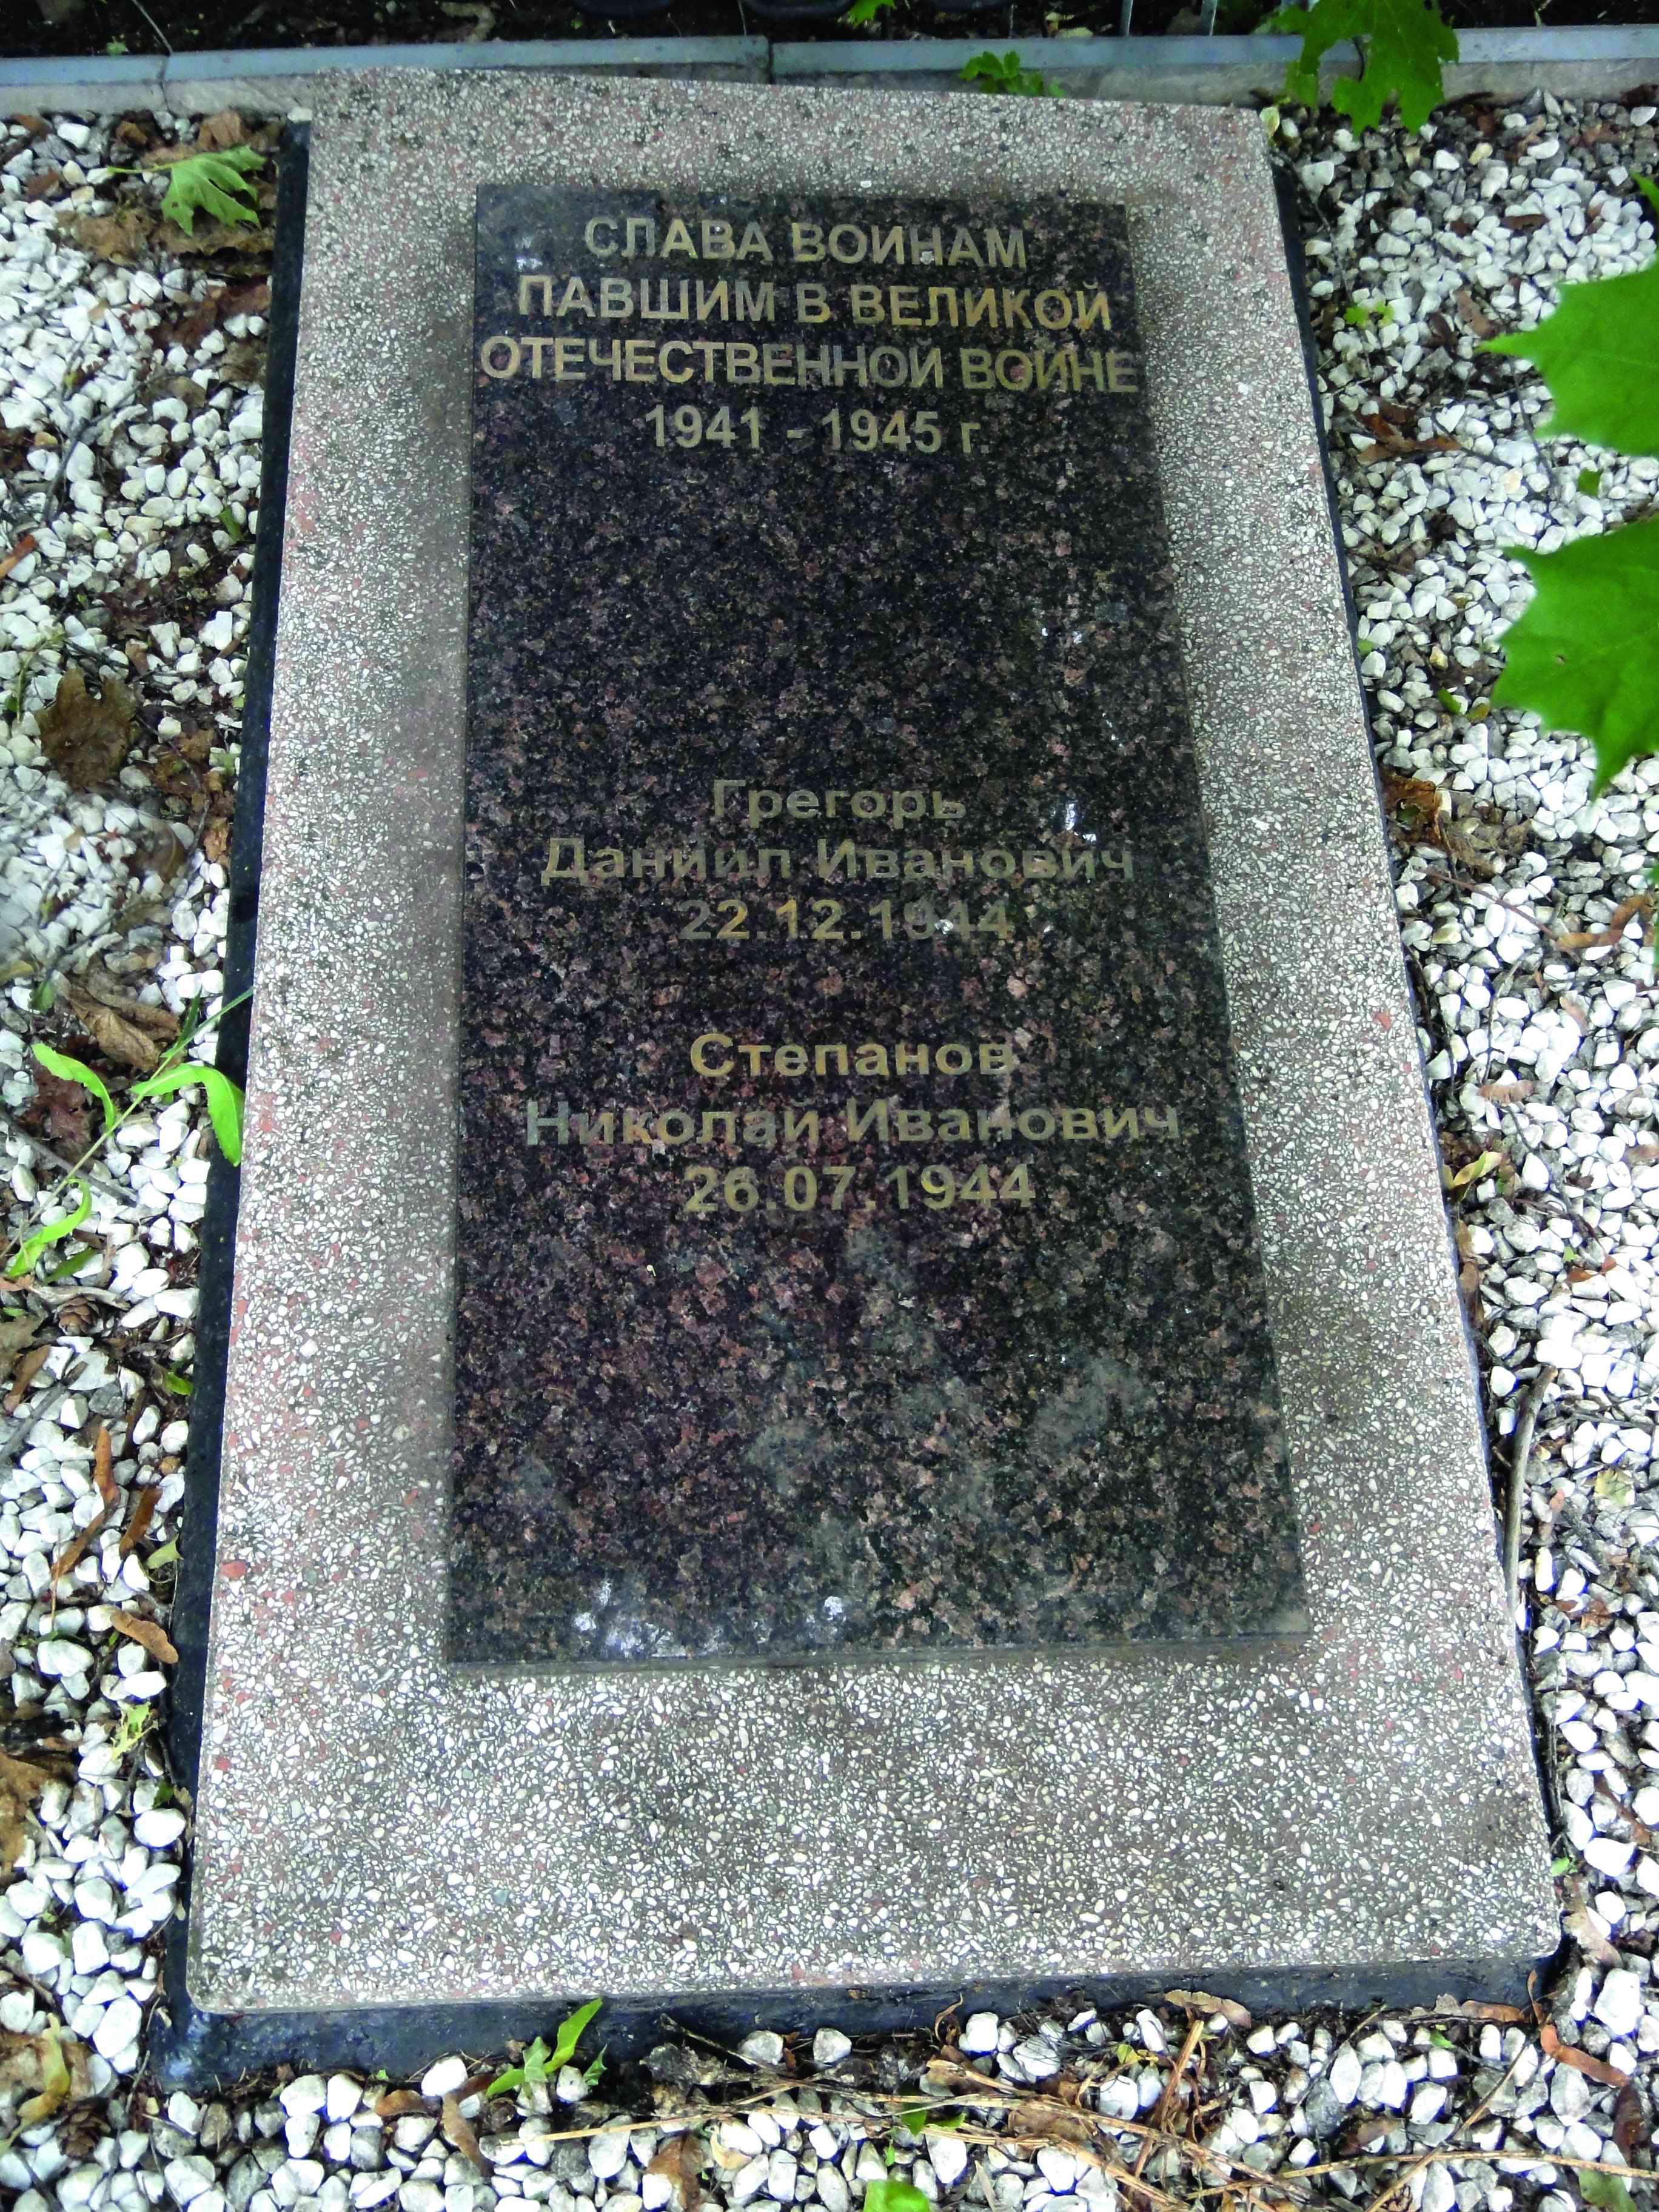 СЛАВА ВОИНАМ
ПАВШИМ В ВЕЛИКОЙ
ОТЕЧЕСТВЕННОЙ ВОЙНЕ
1941 - 1945 г.
Грегорь
Даниил Иванович
22.12.1944
Степанов
Николай Иванович
26.07.1944